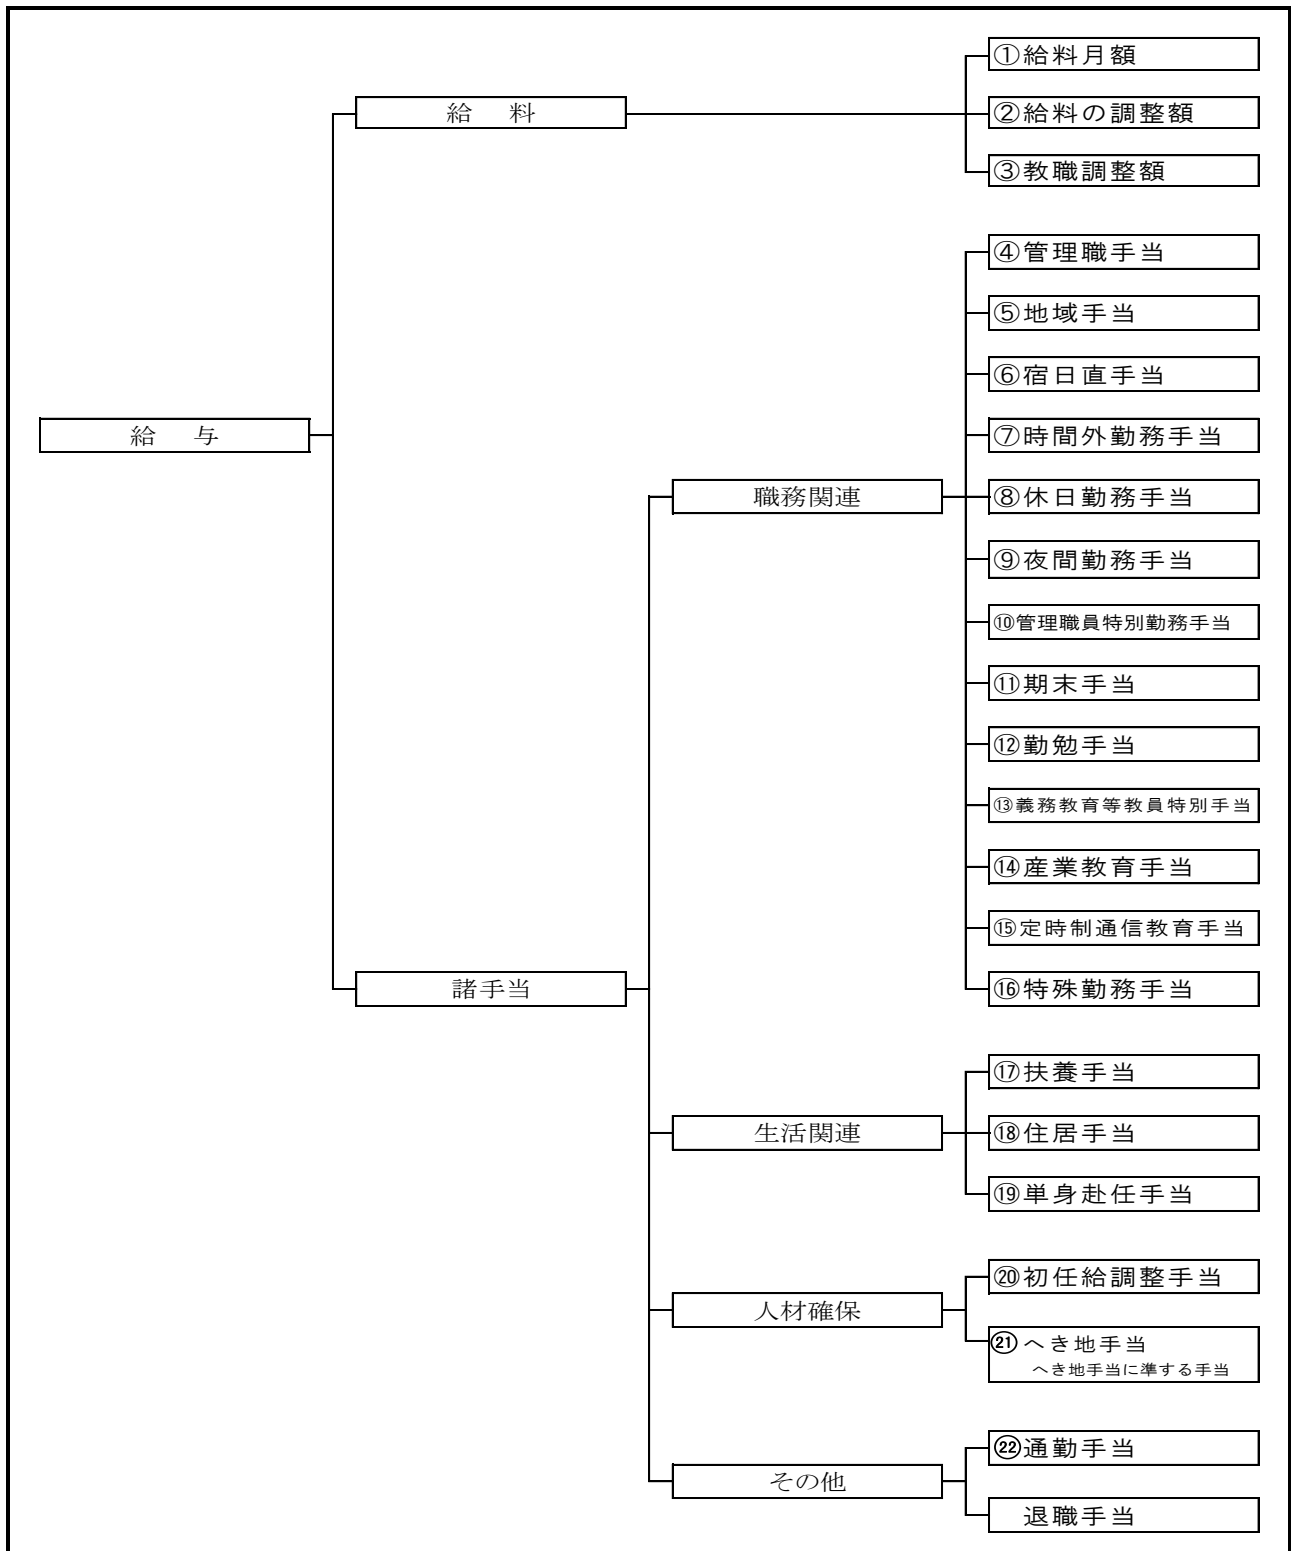 ①給料月額
給 料
②給料の調整額
③教職調整額
④管理職手当
⑤地域手当
⑥宿日直手当
給 与
⑦時間外勤務手当
職務関連
⑧休日勤務手当
⑨夜間勤務手当
⑩管理職員特別勤務手当
⑪期末手当
⑫勤勉手当
⑬義務教育等教員特別手当
⑭産業教育手当
⑮定時制通信教育手当
諸手当
⑯特殊勤務手当
⑰扶養手当
生活関連
⑱住居手当
⑲単身赴任手当
⑳初任給調整手当
人材確保
㉑へき地手当
へき地手当に準する手当
㉒通勤手当
その他
退職手当